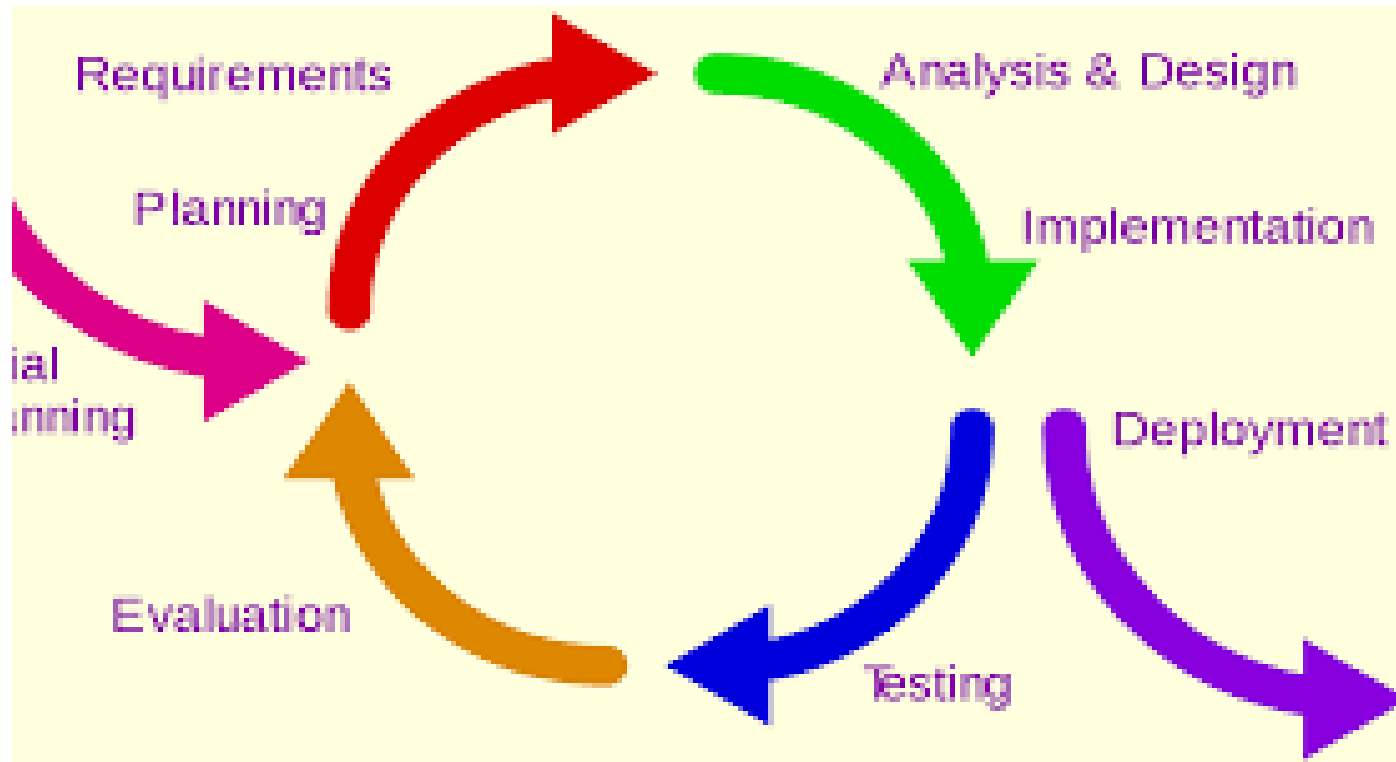 Requirements
Analysis & Design
Planning
Implementation
ial
nning
Deployment
Evaluation
Testing